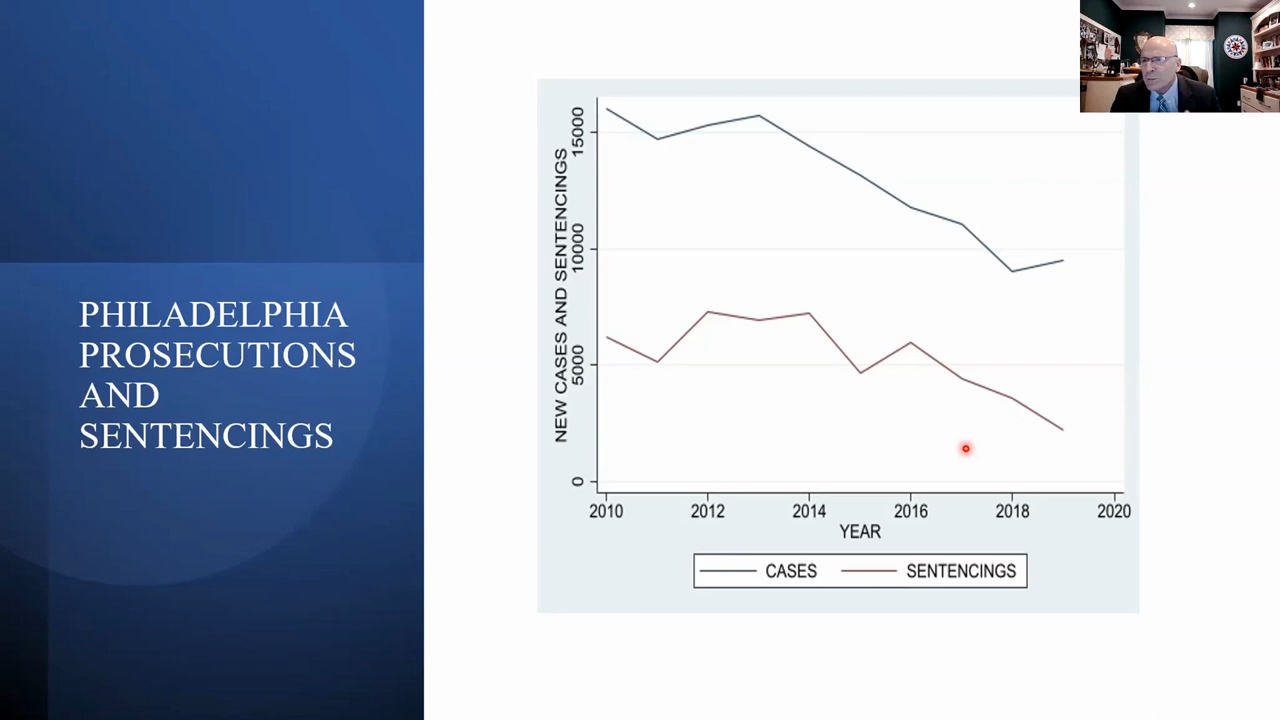 PHILADELPHIA
PROSECUTIONS
AND
SENTENCINGS
NEW CASES AND SENTENCINGS
15000
10000
5000
0
2010 2012 2014 2016 2018 2020
YEAR
CASES SENTENCINGS